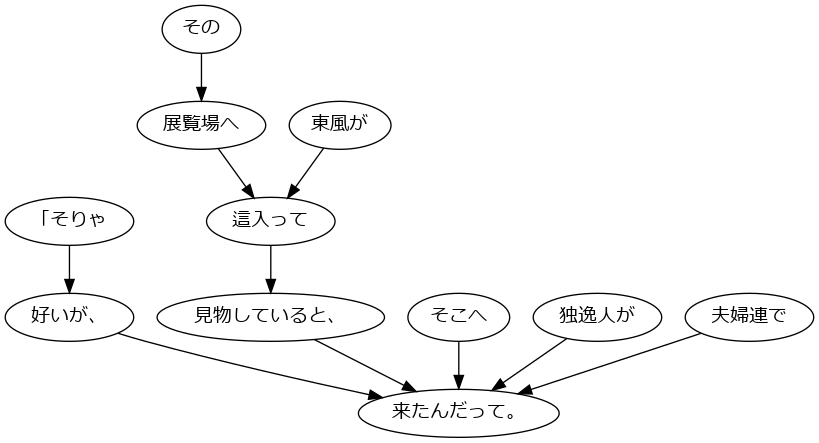 その
展覧場へ
東風が
「そりゃ
這入って
好いが、
見物していると、
そこへ
独逸人が
夫婦連で
来たんだって。